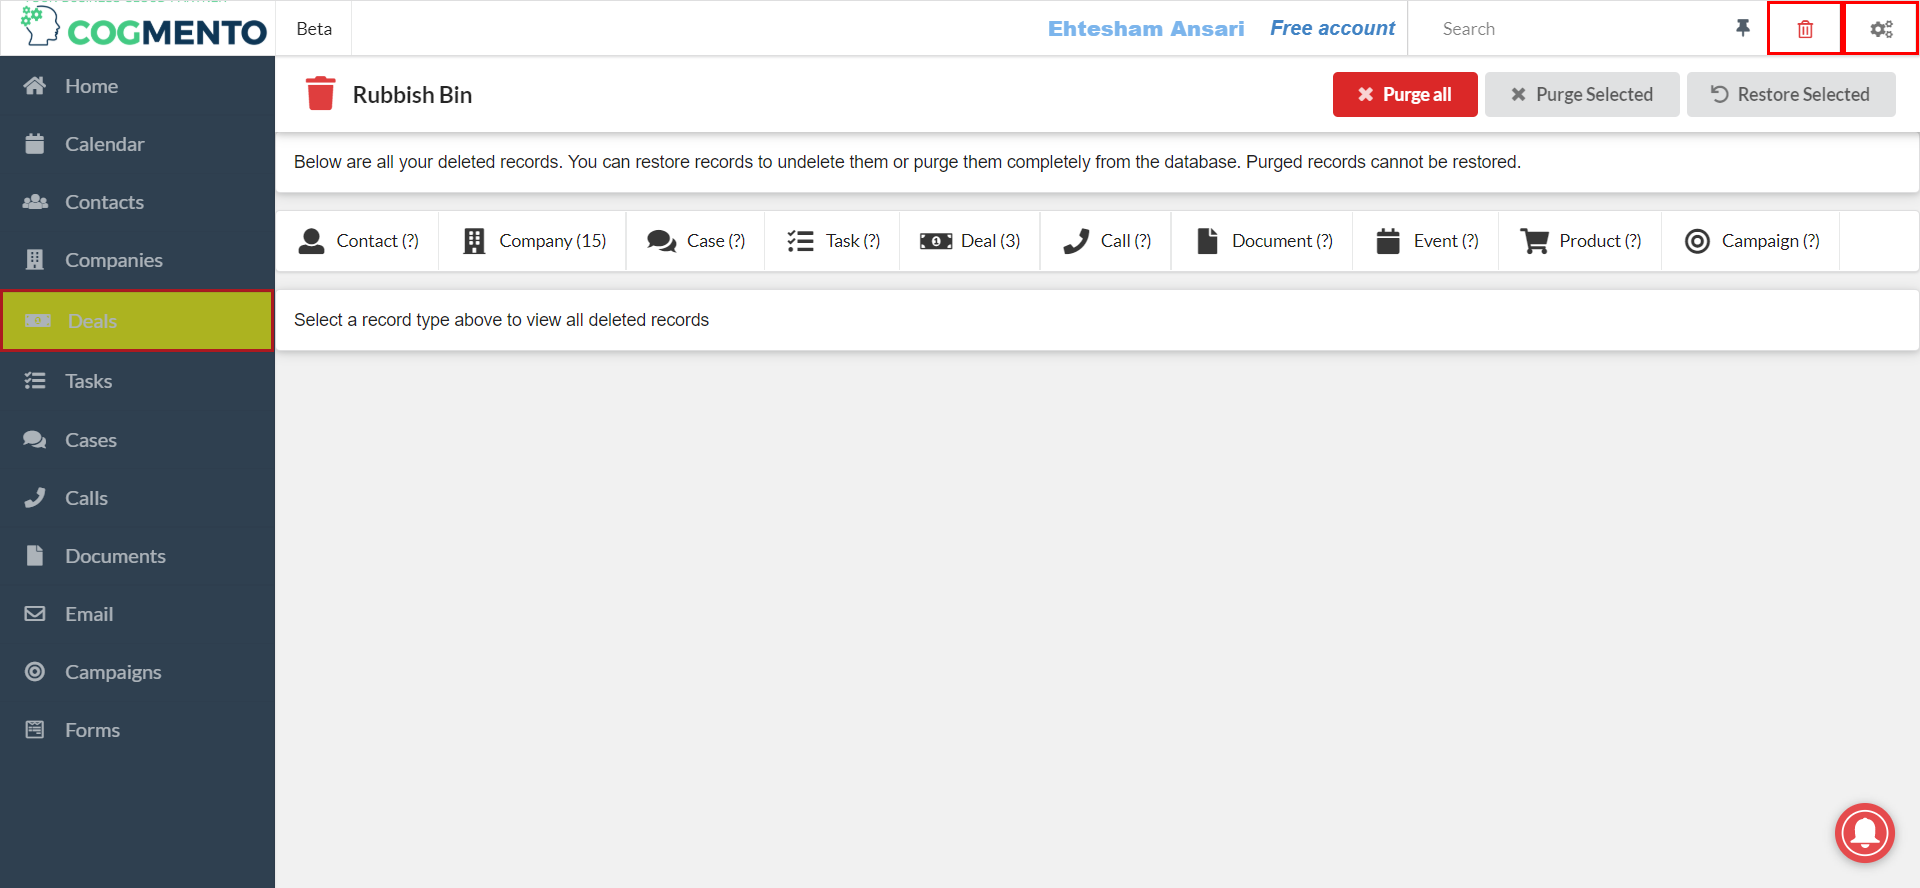 COGMENTO
Beta
Ehtesham Ansari
Free account
Search
Home
Calendar
Contacts
Companies
Deals
Tasks
Cases
Calls
Documents
Email
Campaigns
Forms
Rubbish Bin
Purge all
Purge Selected
Restore Selected
Below are all your deleted records. You can restore records to undelete them or purge them completely from the database. Purged records cannot be restored.
Contact (?)
Company (15)
Case (?)
Task (?)
Deal (3)
Call (?)
Document (?)
Event (?)
Product (?)
Campaign (?)
Select a record type above to view all deleted records